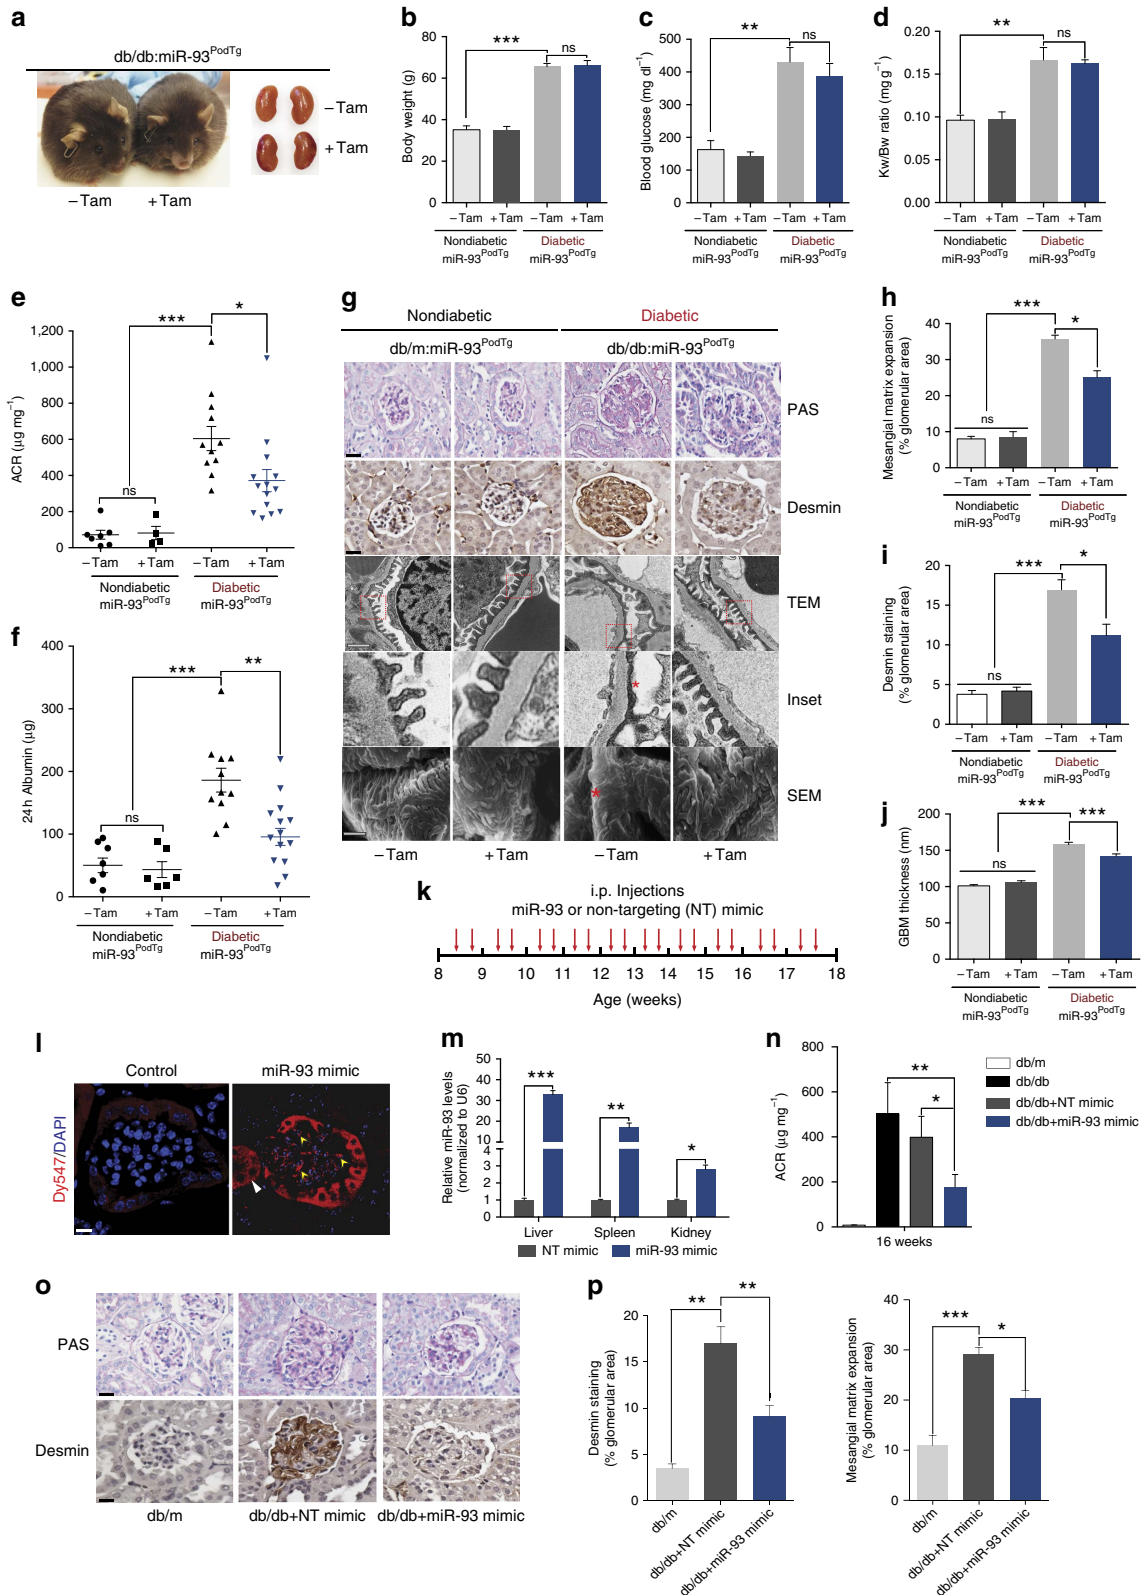 a
db/db:miR-93PodTg
– Tam
+ Tam
– Tam
+ Tam
b
Body weight (g)
80
60
40
20
0
***
ns
– Tam
+ Tam
– Tam
+ Tam
Nondiabetic
miR-93PodTg
Diabetic
miR-93PodTg
c
Blood glucose (mg dl–1)
500
400
300
200
100
0
**
ns
– Tam
+ Tam
– Tam
+ Tam
Nondiabetic
miR-93PodTg
Diabetic
miR-93PodTg
d
Kw/Bw ratio (mg g–1)
0.20
0.15
0.10
0.05
0.00
**
ns
– Tam
+ Tam
– Tam
+ Tam
Nondiabetic
miR-93PodTg
Diabetic
miR-93PodTg
e
ACR (µg mg–1)
1,200
1,000
800
600
400
200
0
***
*
ns
– Tam
+ Tam
– Tam
+ Tam
Nondiabetic
miR-93PodTg
Diabetic
miR-93PodTg
f
24 h Albumin (µg)
400
300
200
100
0
***
**
ns
– Tam
+ Tam
– Tam
+ Tam
Nondiabetic
miR-93PodTg
Diabetic
miR-93PodTg
g
Nondiabetic
Diabetic
db/m:miR-93PodTg
db/db:miR-93PodTg
PAS
Desmin
TEM
Inset
*
SEM
*
– Tam
+ Tam
– Tam
+ Tam
h
Mesangial matrix expansion
(% glomerular area)
40
30
20
10
0
***
*
ns
– Tam
+ Tam
– Tam
+ Tam
Nondiabetic
miR-93PodTg
Diabetic
miR-93PodTg
i
Desmin staining
(% glomerular area)
20
15
10
5
0
***
*
ns
– Tam
+ Tam
– Tam
+ Tam
Nondiabetic
miR-93PodTg
Diabetic
miR-93PodTg
j
GBM thickness (nm)
200
150
100
50
0
***
***
ns
– Tam
+ Tam
– Tam
+ Tam
Nondiabetic
miR-93PodTg
Diabetic
miR-93PodTg
k
i.p. Injections
miR-93 or non-targeting (NT) mimic
8 9 10 11 12 13 14 15 16 17 18
Age (weeks)
l
Control
miR-93 mimic
Dy547/DAPI
m
Relative miR-93 levels
(normalized to U6)
50
40
30
20
10
4
3
2
1
0
***
**
*
Liver
Spleen
Kidney
NT mimic
miR-93 mimic
n
ACR (µg mg–1)
800
600
400
200
0
**
*
16 weeks
db/m
db/db
db/db+NT mimic
db/db+miR-93 mimic
o
PAS
Desmin
db/m
db/db+NT mimic
db/db+miR-93 mimic
p
Desmin staining
(% glomerular area)
20
15
10
5
0
**
**
db/m
db/db+NT mimic
db/db+miR-93 mimic
Mesangial matrix expansion
(% glomerular area)
40
30
20
10
0
***
*
db/m
db/db+NT mimic
db/db+miR-93 mimic